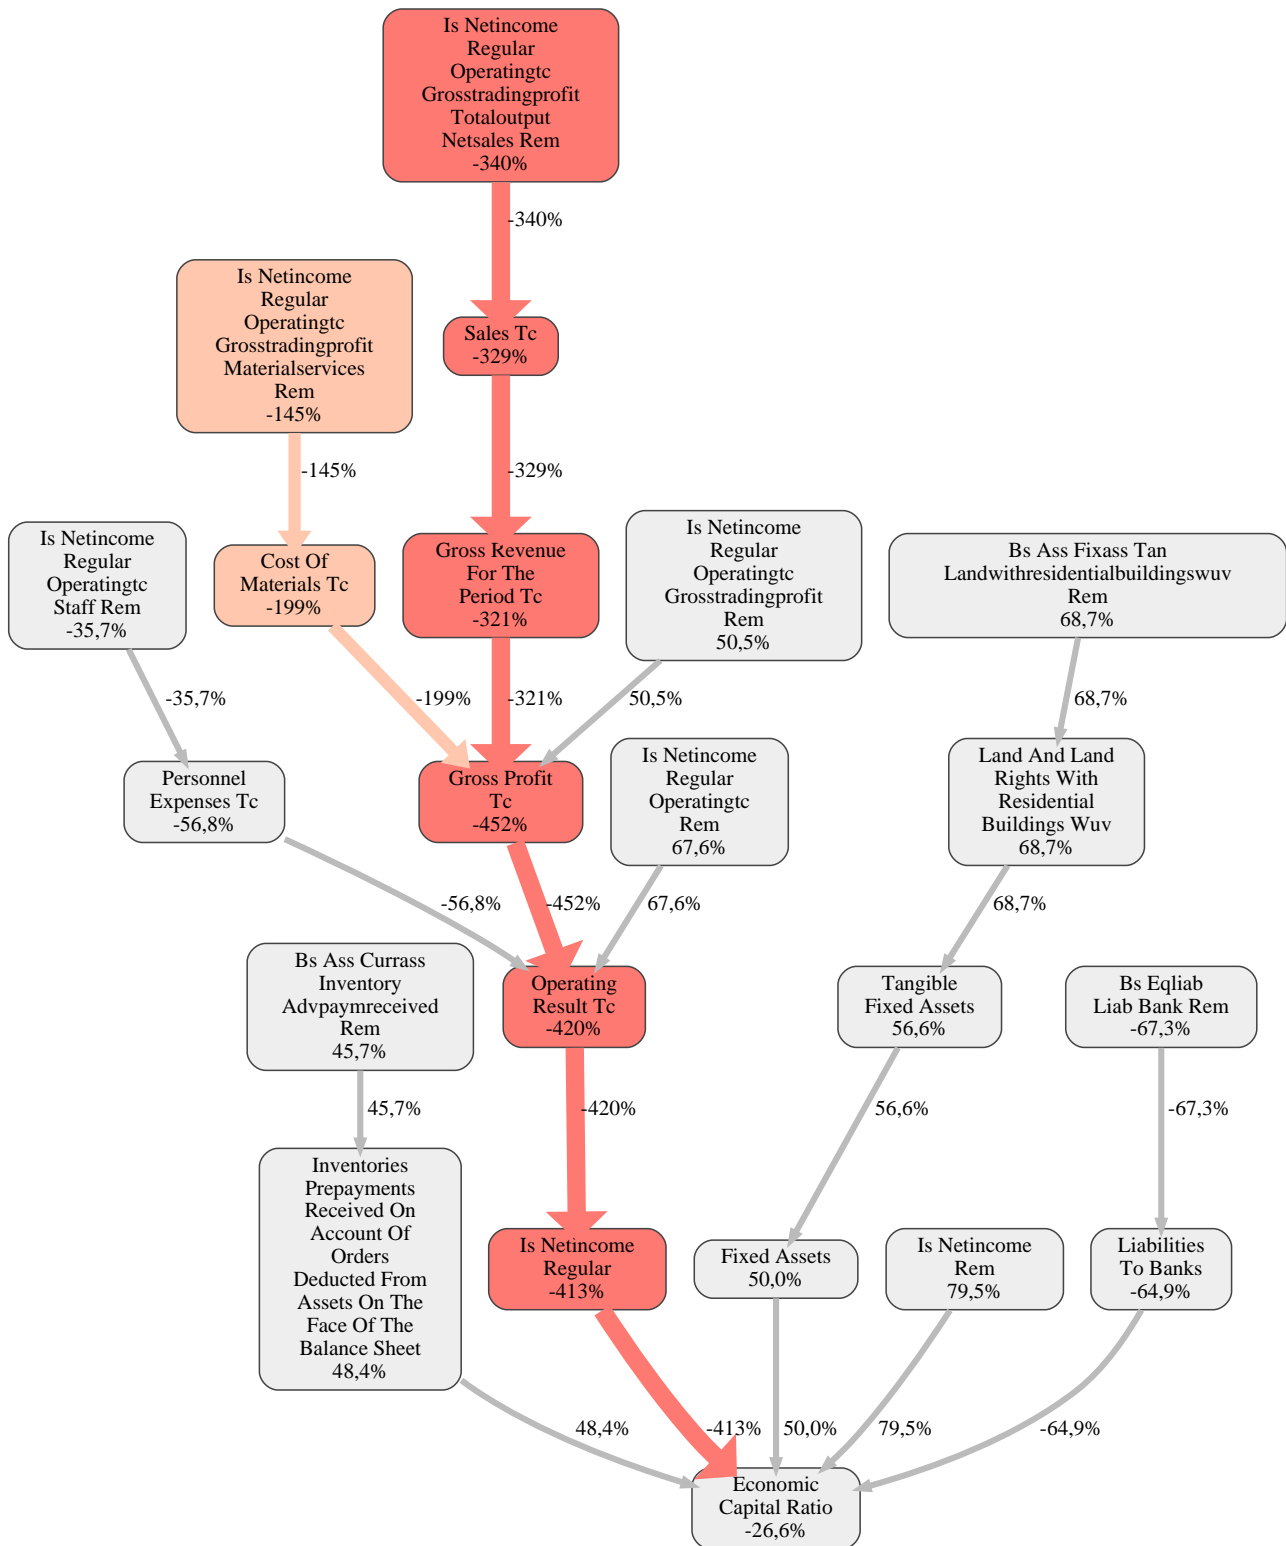 Is Netincome
Regular
Operatingtc
Grosstradingprofit
Totaloutput
Netsales Rem
-340%
-340%
Is Netincome
Regular
Operatingtc
Grosstradingprofit
Materialservices
Rem
-145%
Sales Tc
-329%
-145%
-329%
Is Netincome
Regular
Operatingtc
Staff Rem
-35,7%
Cost Of
Materials Tc
-199%
Gross Revenue
For The
Period Tc
-321%
Is Netincome
Regular
Operatingtc
Grosstradingprofit
Rem
50,5%
Bs Ass Fixass Tan
Landwithresidentialbuildingswuv
Rem
68,7%
-35,7%
-199%
-321%
50,5%
68,7%
Personnel
Expenses Tc
-56,8%
Gross Profit
Tc
-452%
Is Netincome
Regular
Operatingtc
Rem
67,6%
Land And Land
Rights With
Residential
Buildings Wuv
68,7%
-56,8%
-452%
67,6%
68,7%
Bs Ass Currass
Inventory
Advpaymreceived
Rem
45,7%
Operating
Result Tc
-420%
Tangible
Fixed Assets
56,6%
Bs Eqliab
Liab Bank Rem
-67,3%
45,7%
-420%
56,6%
-67,3%
Inventories
Prepayments
Received On
Account Of
Orders
Deducted From
Assets On The
Face Of The
Balance Sheet
48,4%
Is Netincome
Regular
-413%
Fixed Assets
50,0%
Is Netincome
Rem
79,5%
Liabilities
To Banks
-64,9%
48,4%
-413%
50,0%
79,5%
-64,9%
Economic
Capital Ratio
-26,6%